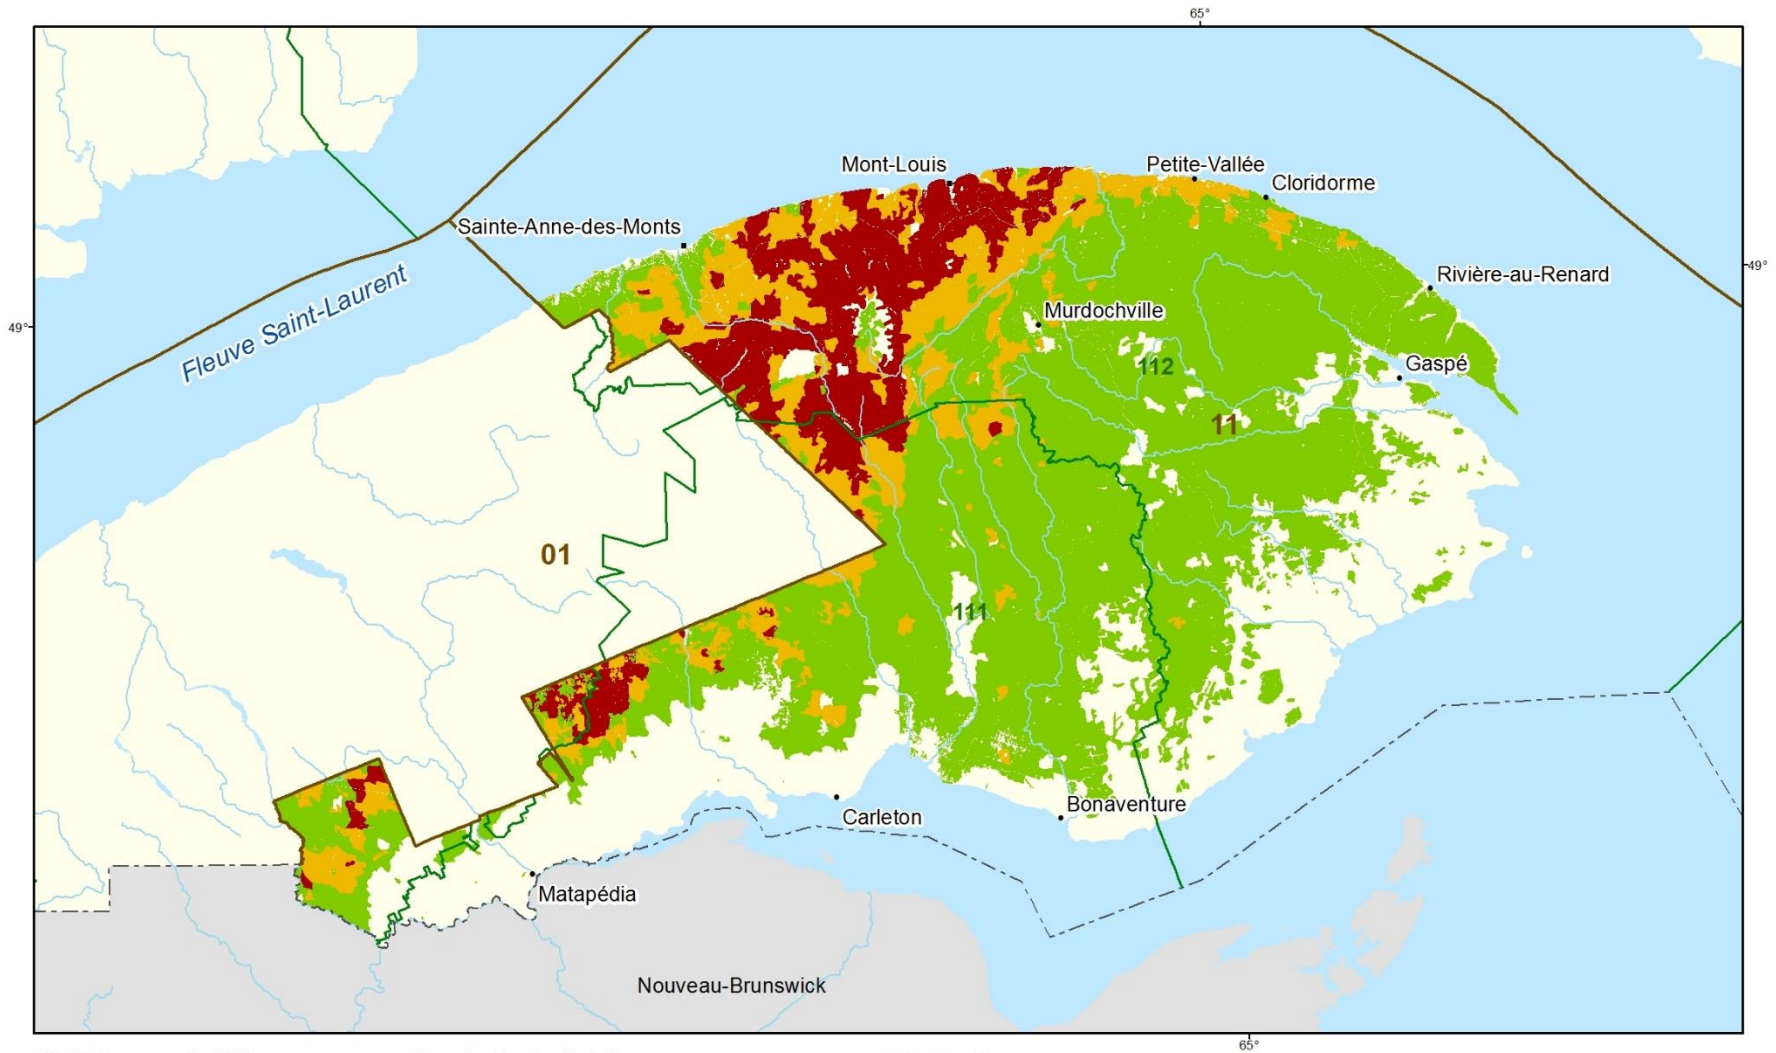 65°
Mont-Louis
Petite-Vallée
Cloridorme
Sainte-Anne-des-Monts
Rivière-au-Renard
49°
Fleuve Saint-Laurent
49°
Murdochville
Gaspé
112
11
01
111
Bonaventure
Carleton
Matapédia
Nouveau-Brunswick
65°